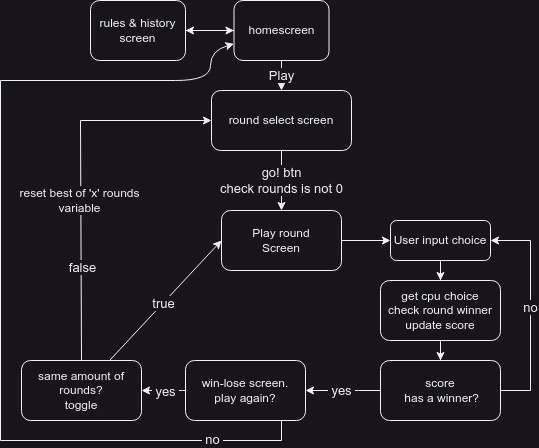 rules & history
screen
homescreen
Play
round select screen
go! btn
check rounds is not 0
reset best of 'x' rounds
variable
Play round
Screen
User input choice
false
true
get cpu choice
check round winner
update score
no
same amount of
rounds?
toggle
yes
win-lose screen.
play again?
yes
score
has a winner?
no